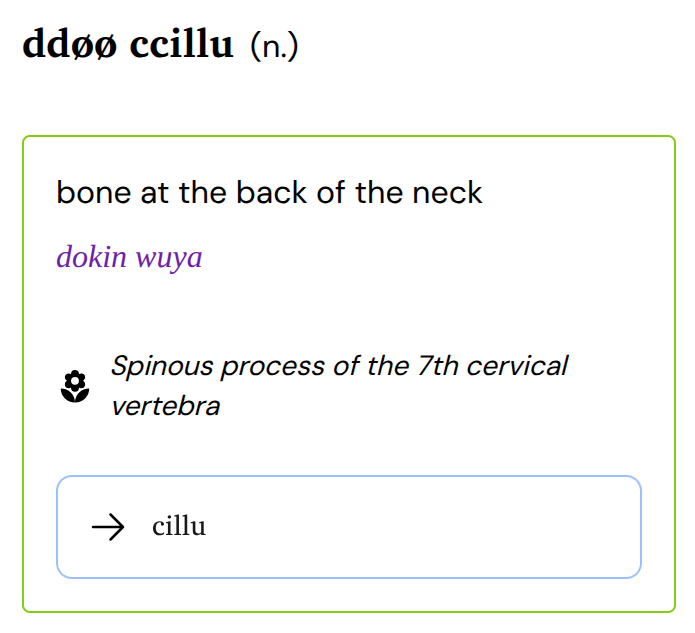 ddøø ccillu (n.)
bone at the back of the neck
dokin wuya
Spinous process of the 7th cervical
vertebra
→ cillu